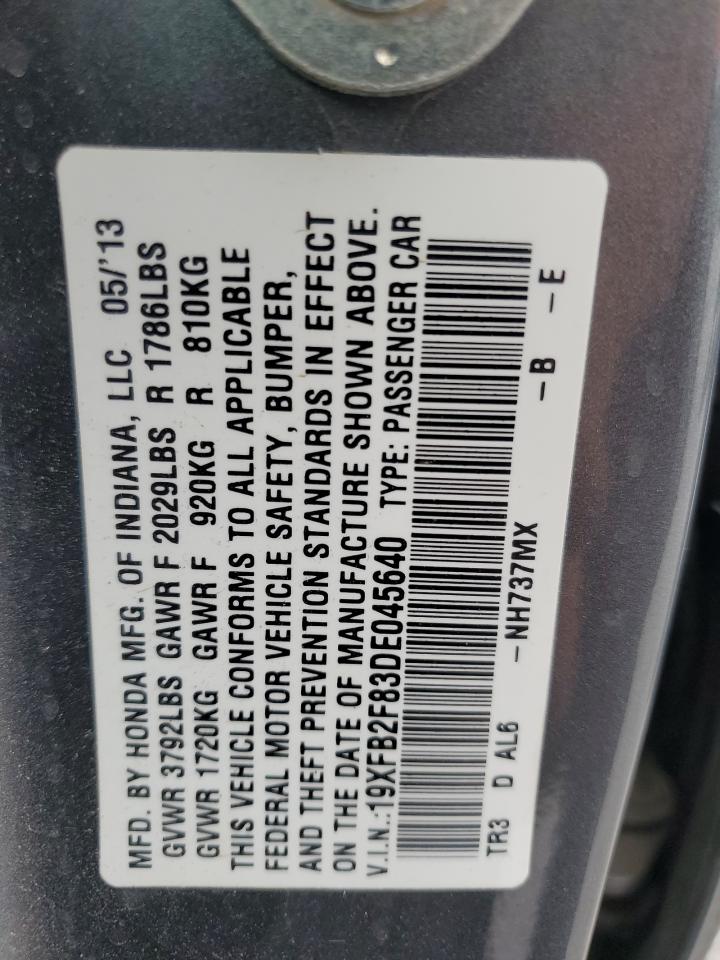 MFD. BY HONDA MFG. OF INDIANA, LLC 05/'13
GVWR 3792LBS GAWR F 2029LBS R 1786LBS
GVWR 1720KG GAWR F 920KG R 810KG
THIS VEHICLE CONFORMS TO ALL APPLICABLE
FEDERAL MOTOR VEHICLE SAFETY, BUMPER,
AND THEFT PREVENTION STANDARDS IN EFFECT
ON THE DATE OF MANUFACTURE SHOWN ABOVE.
V.I.N.:19XFB2F83DE045640 TYPE: PASSENGER CAR
TR3 D AL6 -NH737MX -B -E